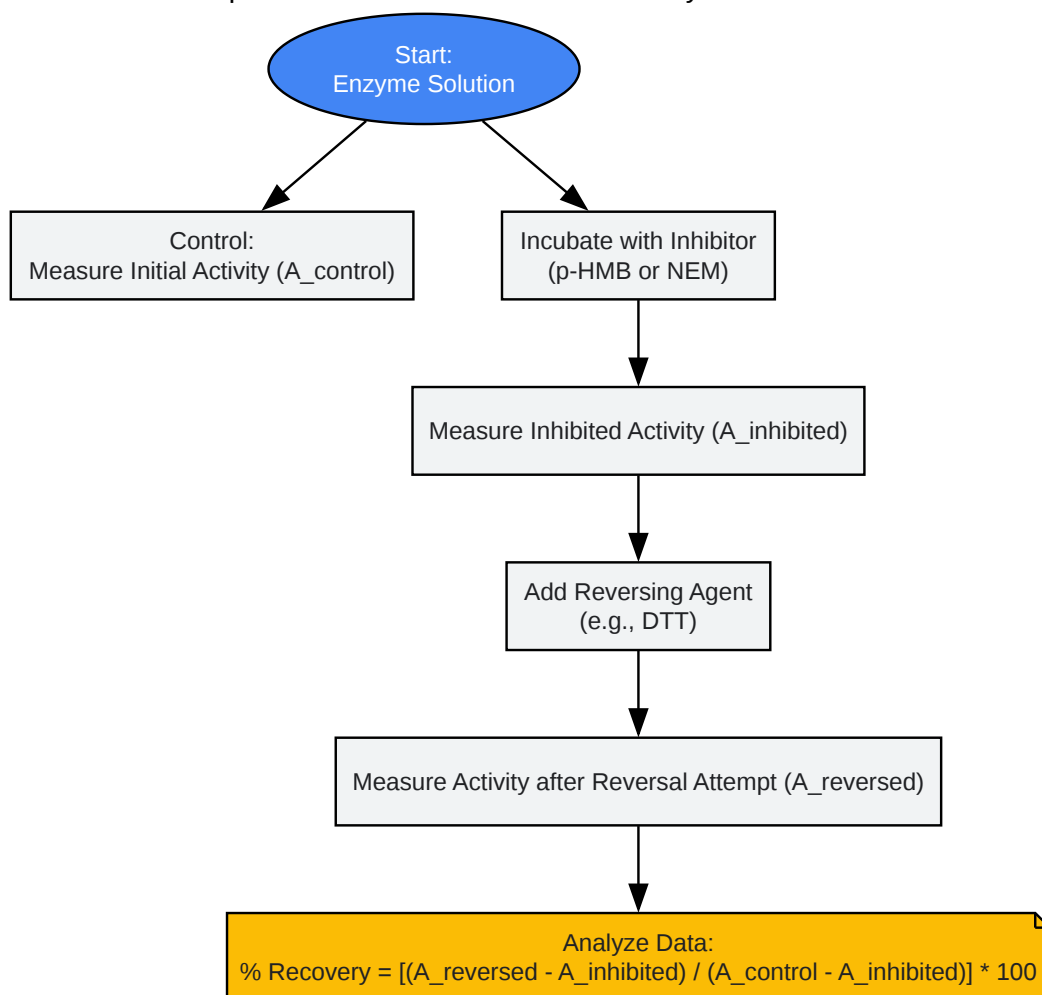 Start:
Enzyme Solution
Control:
Measure Initial Activity (A_control)
Incubate with Inhibitor
(p-HMB or NEM)
Measure Inhibited Activity (A_inhibited)
Add Reversing Agent
(e.g., DTT)
Measure Activity after Reversal Attempt (A_reversed)
Analyze Data:
% Recovery = [(A_reversed - A_inhibited) / (A_control - A_inhibited)] * 100